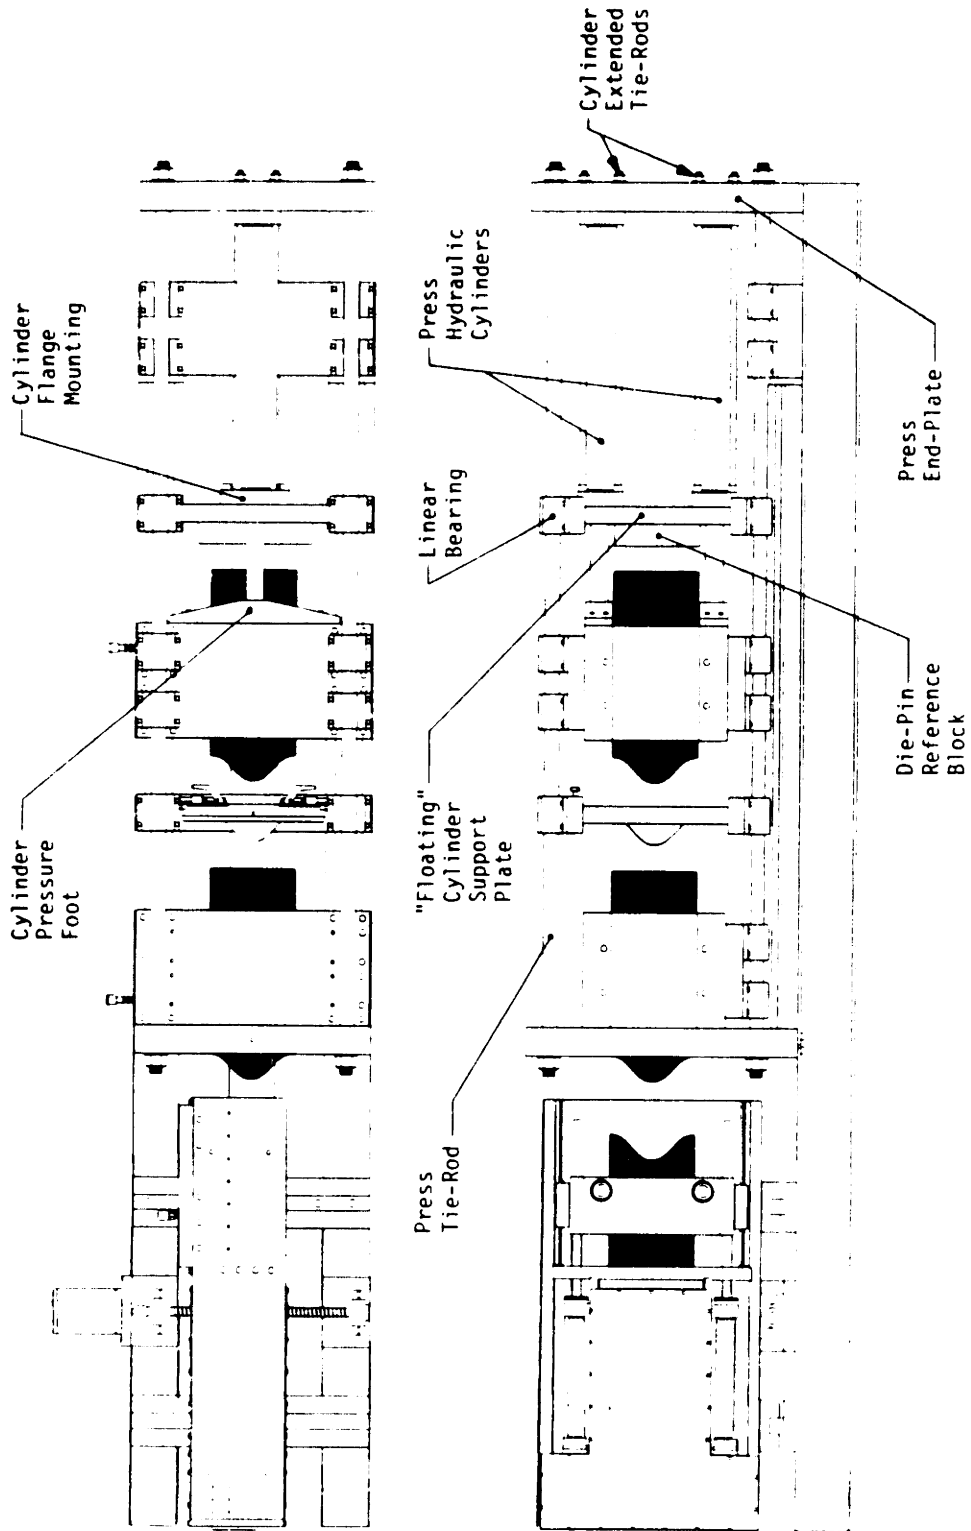 Cylinder
Flange
Mounting
Cylinder
Pressure
Foot
Cylinder
Extended
Tie-Rods
Press
Hydraulic
Cylinders
Linear
Bearing
"Floating"
Cylinder
Support
Plate
Press
Tie-Rod
Press
End-Plate
Die-Pin
Reference
Block